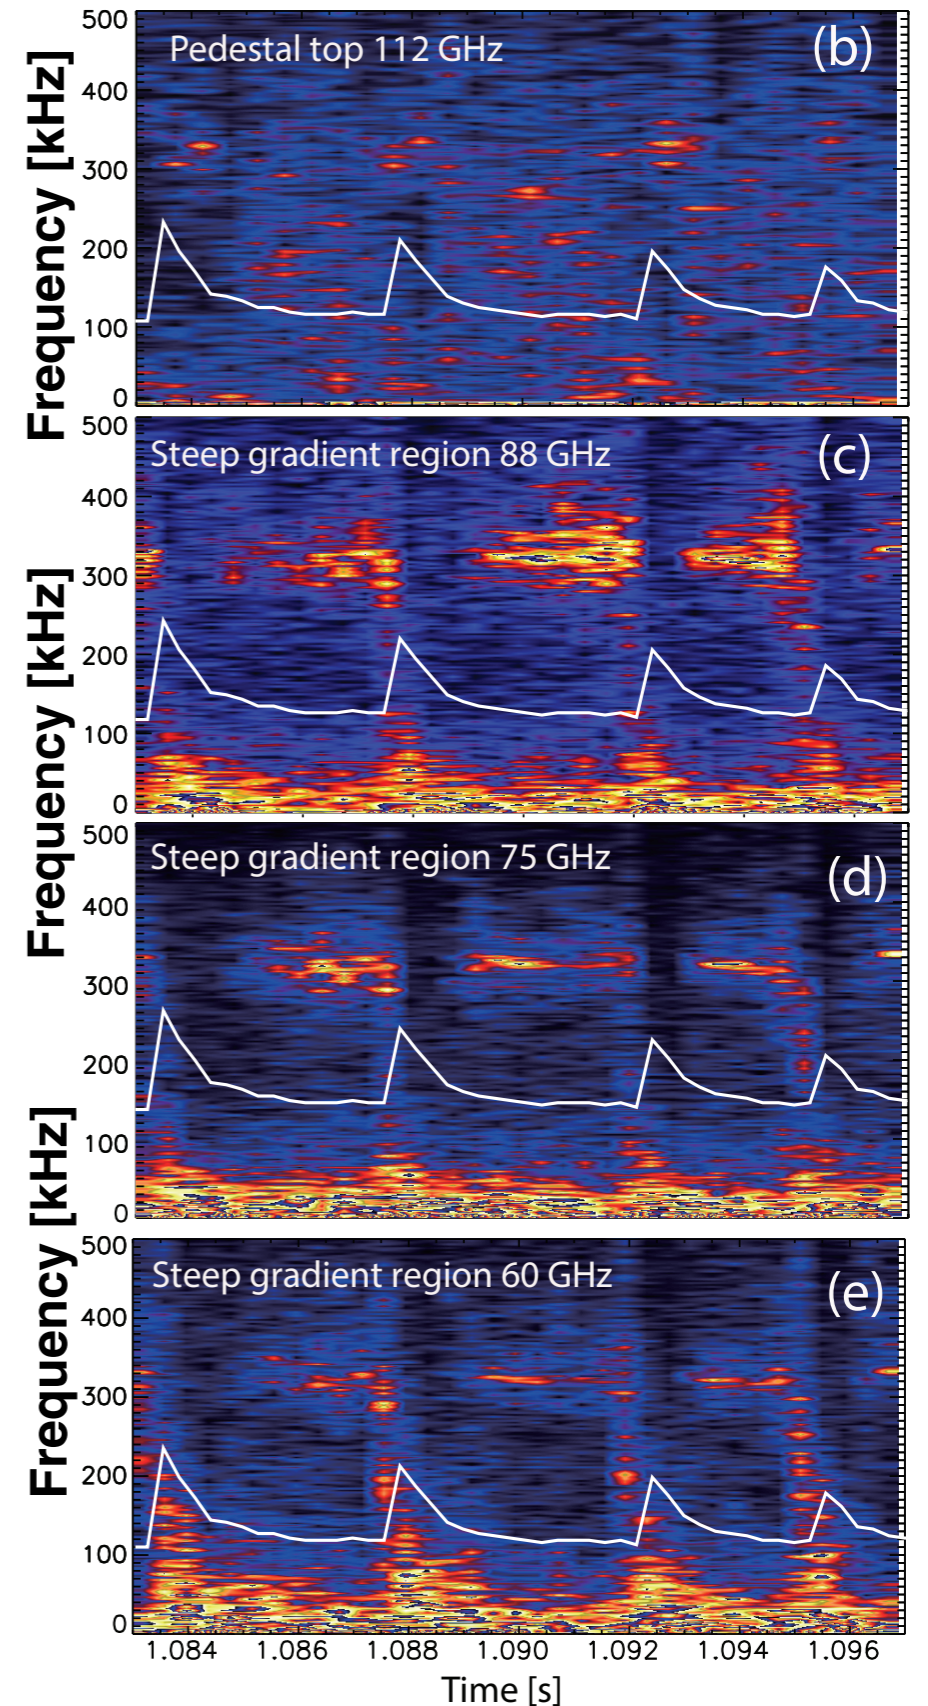 Pedestal top 112 GHz
(b)
500
400
300
200
100
0
Frequency [kHz]
Steep gradient region 88 GHz
(c)
500
400
300
200
100
0
Frequency [kHz]
Steep gradient region 75 GHz
(d)
500
400
300
200
100
0
Frequency [kHz]
Steep gradient region 60 GHz
(e)
500
400
300
200
100
0
1.084 1.086 1.088 1.090 1.092 1.094 1.096
Time [s]